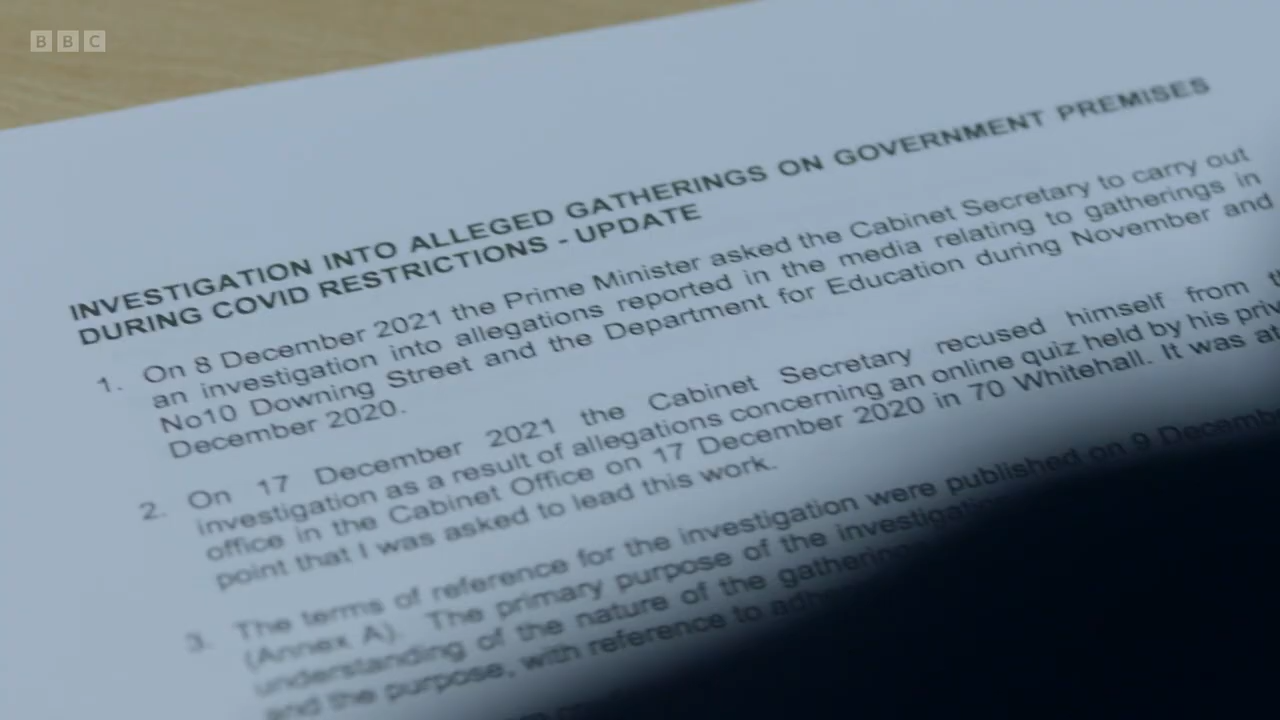 BBC
INVESTIGATION INTO ALLEGED GATHERINGS ON GOVERNMENT PREMISES
DURING COVID RESTRICTIONS - UPDATE
1. On 8 December 2021 the Prime Minister asked the Cabinet Secretary to carry out
an investigation into allegations reported in the media relating to gatherings in
No10 Downing Street and the Department for Education during November and
December 2020.
2. On 17 December 2021 the Cabinet Secretary recused himself from
investigation as a result of allegations concerning an online quiz held by his
office in the Cabinet Office on 17 December 2020 in 70 Whitehall. It was
point that I was asked to lead this work.
3. The terms of reference for the investigation were published on 9
(Annex A). The primary purpose of the
understanding of the nature of the
and the purpose, with reference to